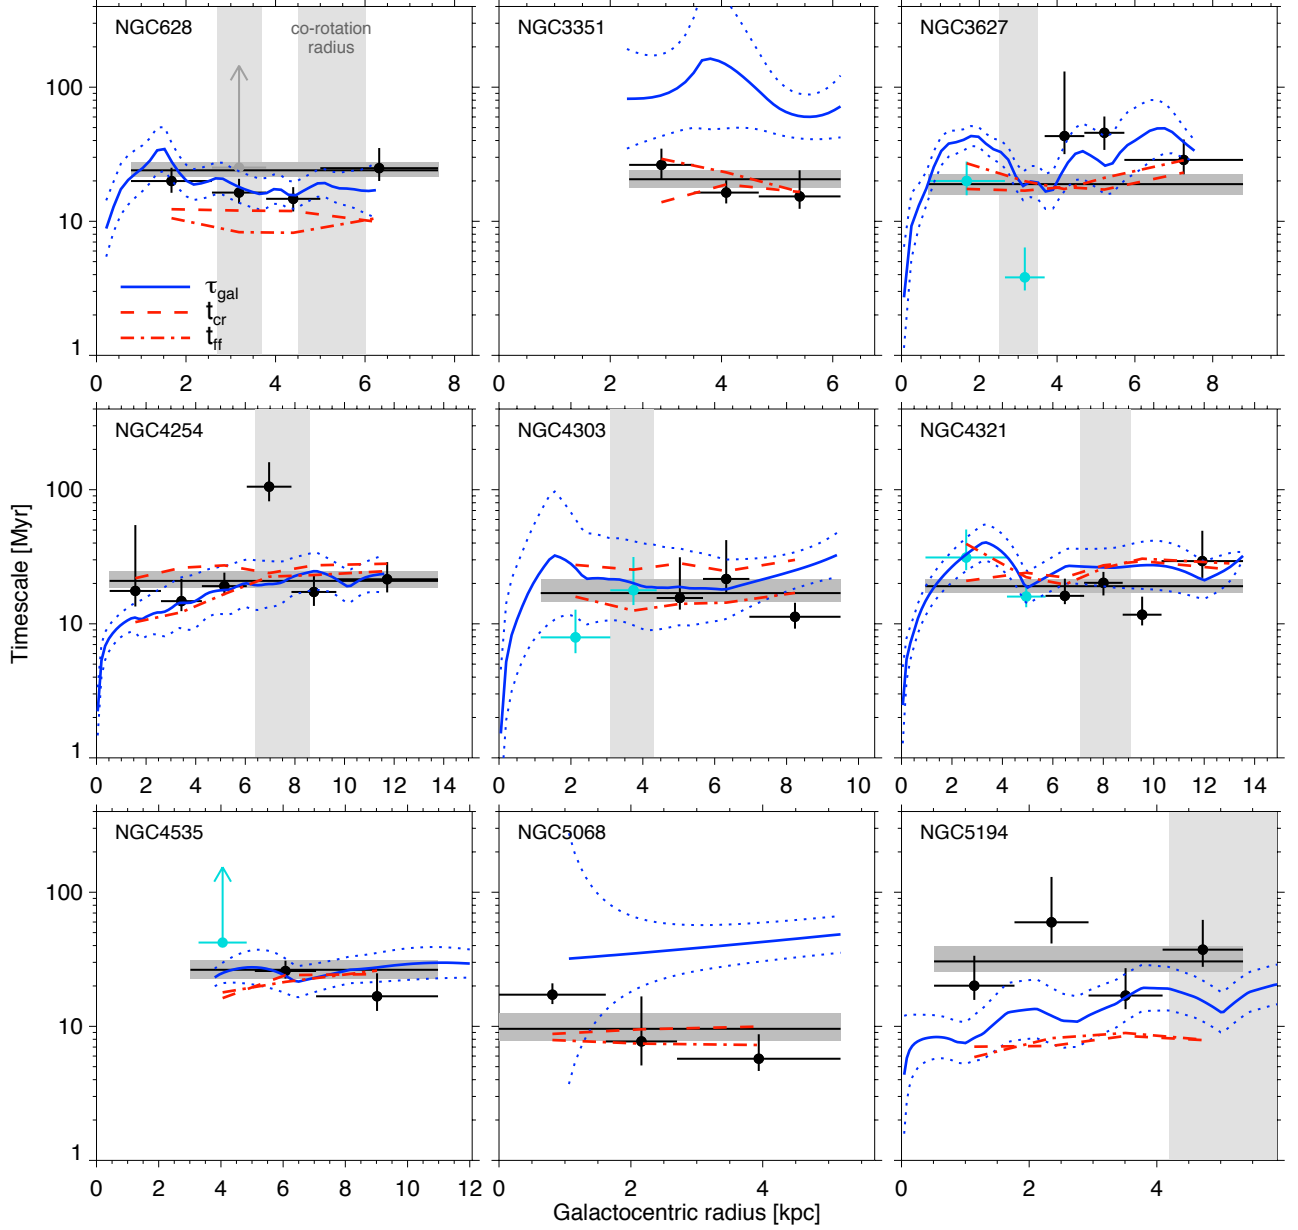 NGC628
co-rotation
radius
τgal
tcr
tff
100
10
1
0 2 4 6 8
NGC3351
0 2 4 6
NGC3627
0 2 4 6 8
NGC4254
100
10
1
0 2 4 6 8 10 12 14
NGC4303
0 2 4 6 8 10
NGC4321
0 2 4 6 8 10 12 14
Timescale [Myr]
NGC4535
100
10
1
0 2 4 6 8 10 12
NGC5068
0 2 4
NGC5194
0 2 4
Galactocentric radius [kpc]